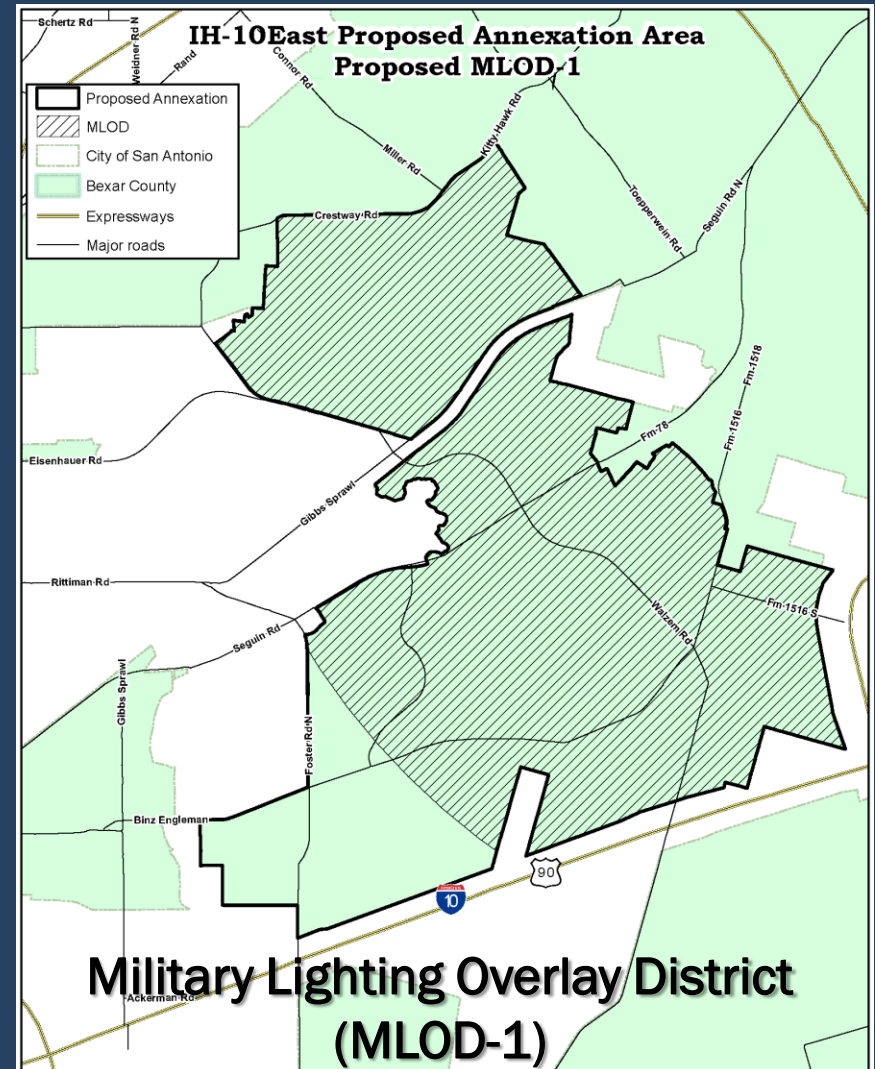 Schertz Rd
Weidner Rd N
Rand
IH-10East Proposed Annexation Area
Proposed MLOD-1
Connor Rd
Kitty Hawk Rd
Miller Rd
Toepperwein Rd
Seguin Rd N
Proposed Annexation
MLOD
City of San Antonio
Bexar County
Expressways
Major roads
Crestway Rd
Fm-1518
Fm-1516
Fm-78
Eisenhauer Rd
Gibbs Sprawl
Rittiman Rd
Walzem Rd
Fm-1516 S
Seguin Rd
Gibbs Sprawl
Foster Rd N
Binz Engleman
90
10
Military Lighting Overlay District
Ackerman Rd
(MLOD-1)